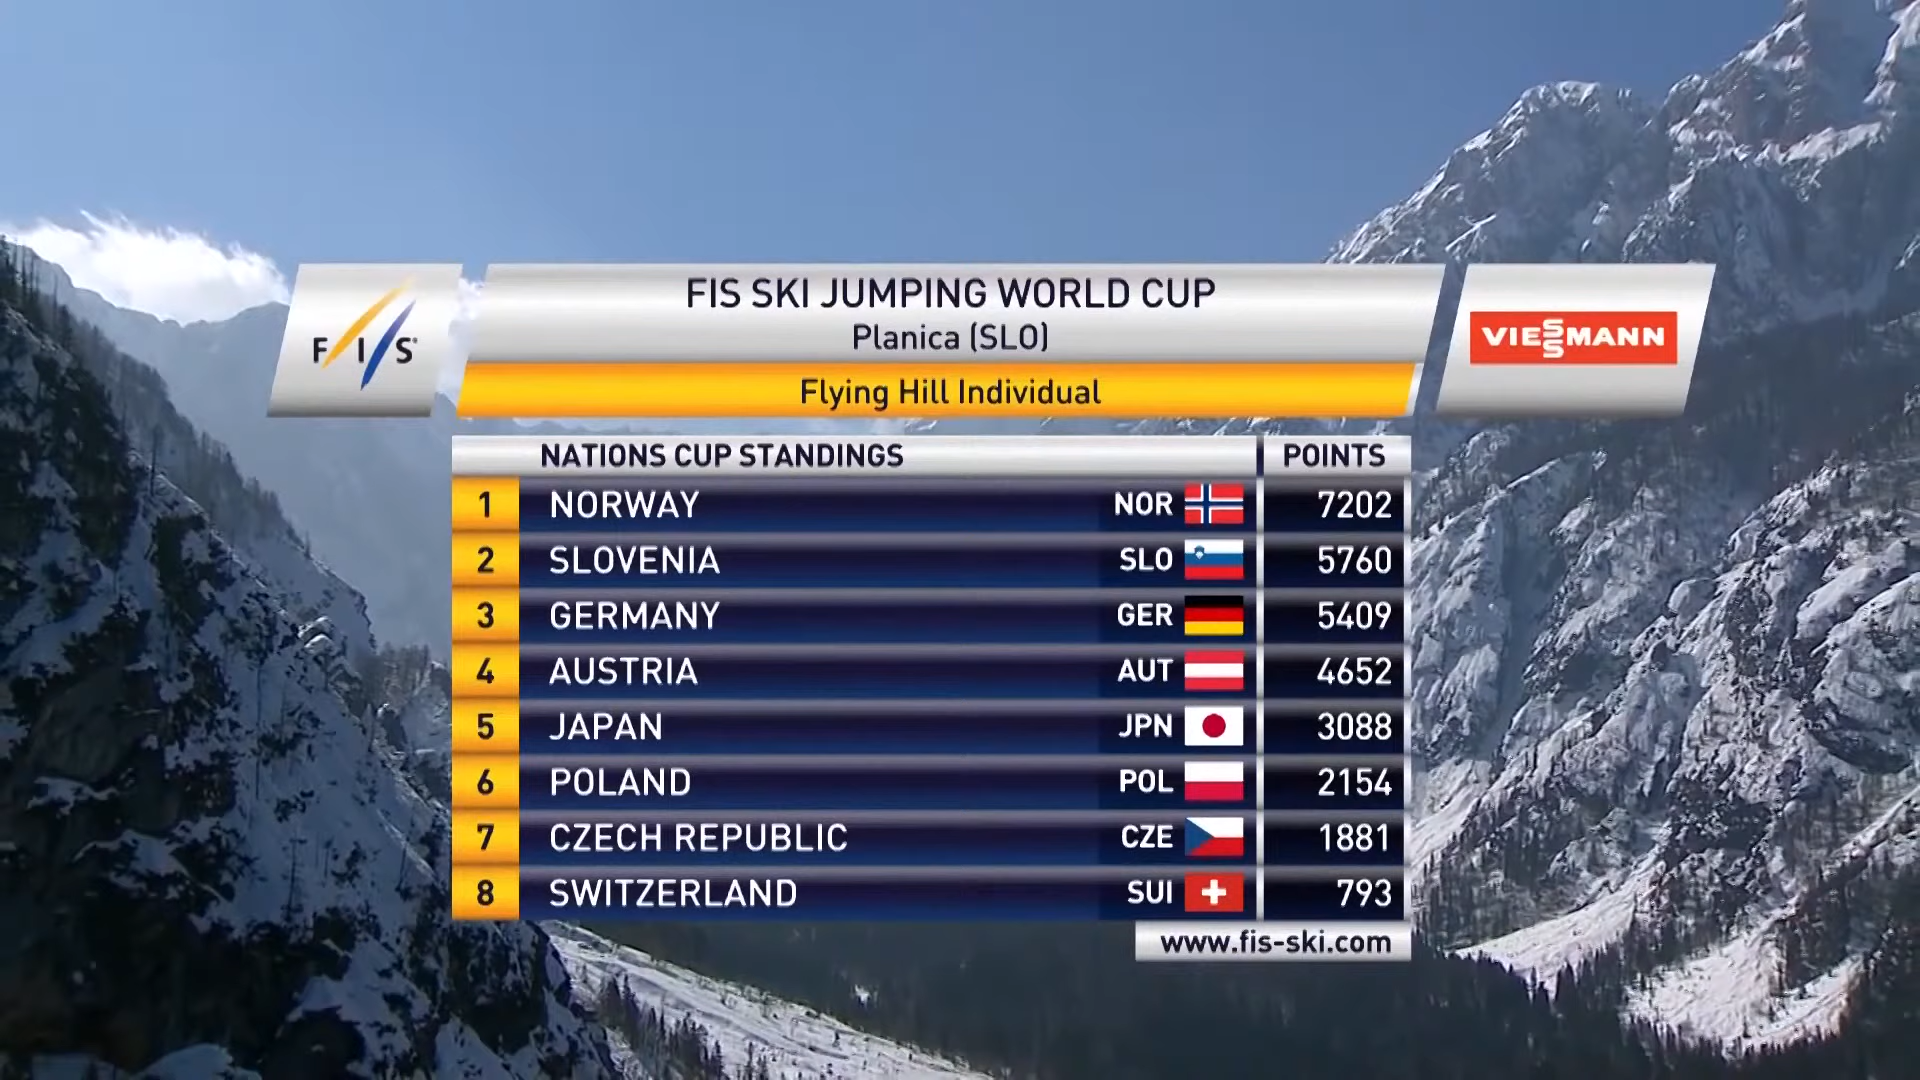 FIS SKI JUMPING WORLD CUP
Planica (SLO)
FIS
VIESSMANN
Flying Hill Individual
NATIONS CUP STANDINGS POINTS
1 NORWAY NOR 7202
2 SLOVENIA SLO 5760
3 GERMANY GER 5409
4 AUSTRIA AUT 4652
5 JAPAN JPN 3088
6 POLAND POL 2154
7 CZECH REPUBLIC CZE 1881
8 SWITZERLAND SUI 793
www.fis-ski.com